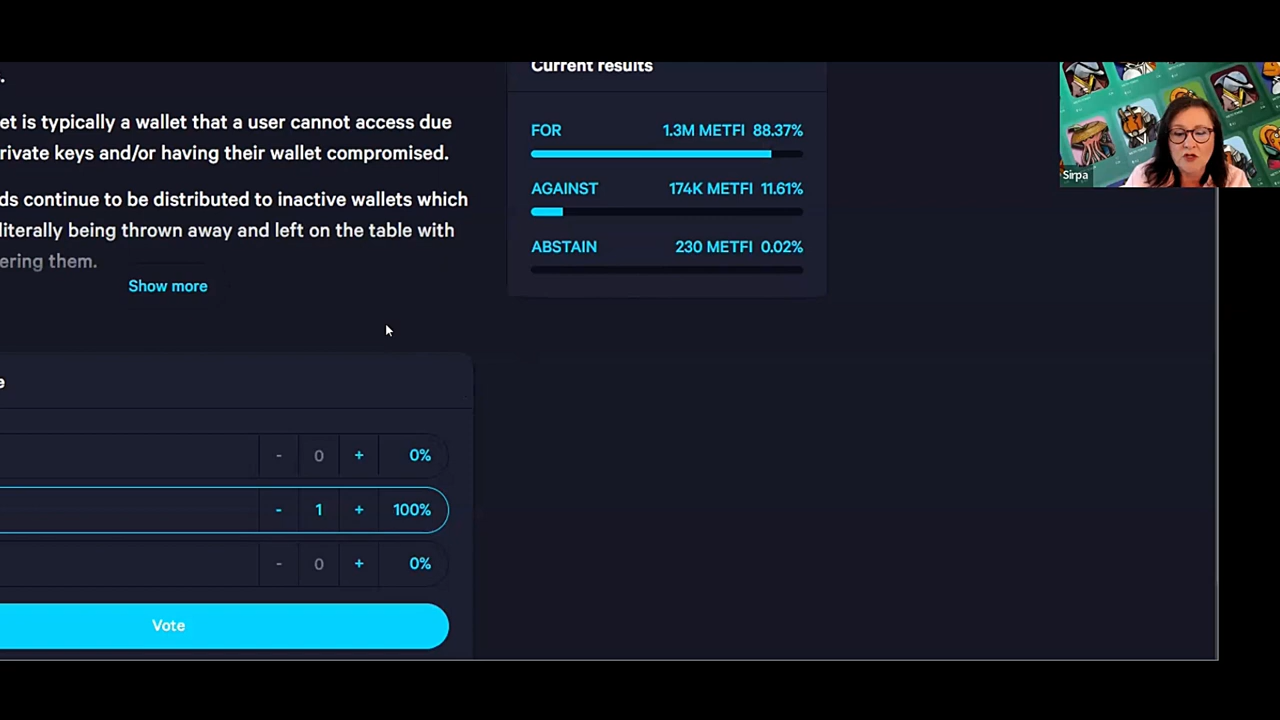 .
et is typically a wallet that a user cannot access due
rivate keys and/or having their wallet compromised.
ds continue to be distributed to inactive wallets which
literally being thrown away and left on the table with
ering them.
Show more
e
- 0 + 0%
- 1 + 100%
- 0 + 0%
Vote
Current results
FOR 1.3M METFI 88.37%
AGAINST 174K METFI 11.61%
ABSTAIN 230 METFI 0.02%
Sirpa